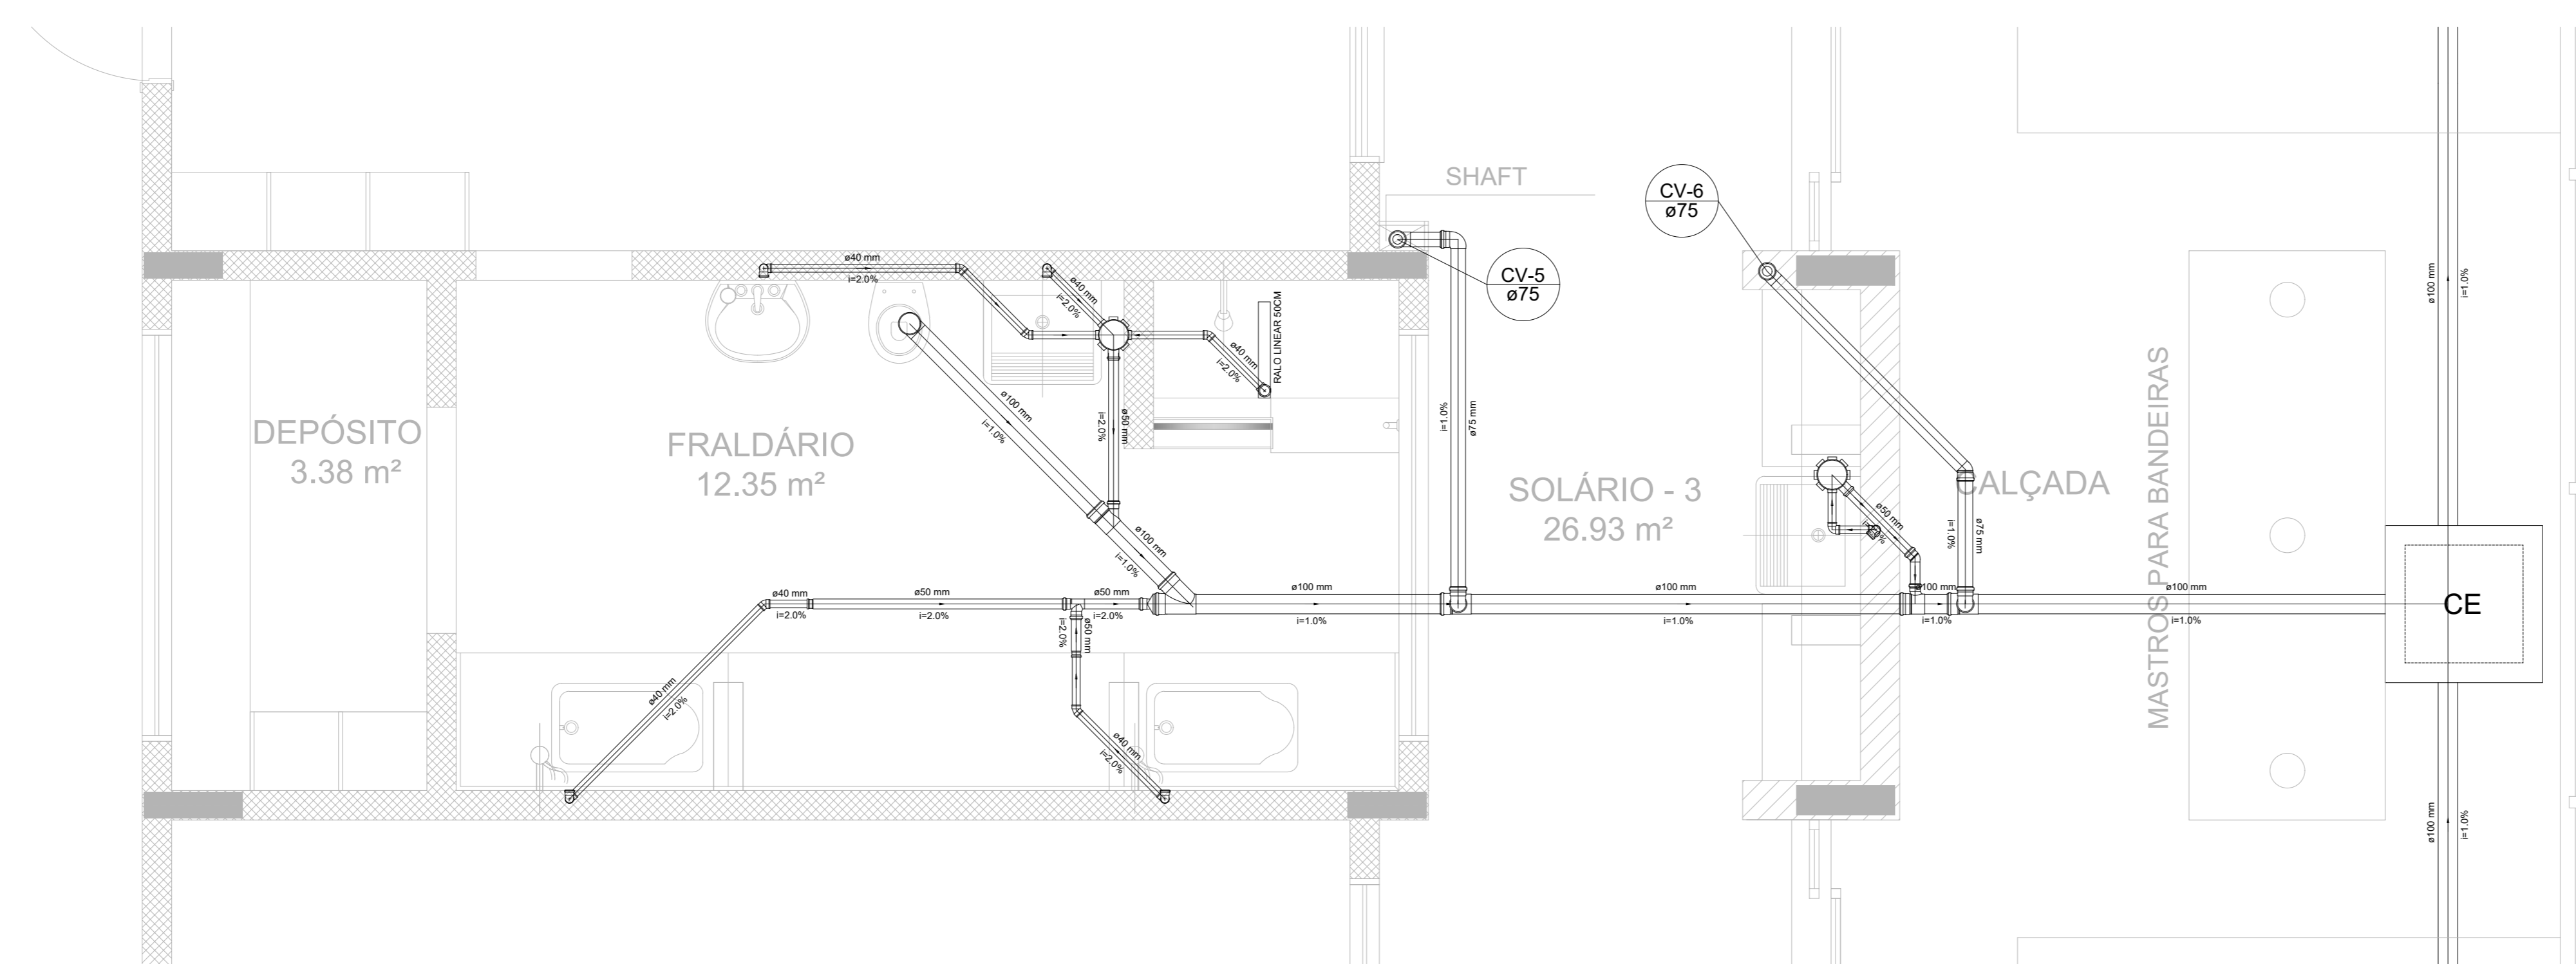 SHAFT
CV-6
ø75
CV-5
ø75
ø40 mm
i=2.0%
ø40 mm
i=2.0%
ø40 mm
i=2.0%
RALO LINEAR 50CM
ø100 mm
i=1.0%
i=2.0%
ø50 mm
i=1.0%
ø75 mm
DEPÓSITO
3.38 m²
FRALDÁRIO
12.35 m²
SOLÁRIO - 3
26.93 m²
CALÇADA
MASTROS PARA BANDEIRAS
ø50 mm
i=1.0%
ø75 mm
ø100 mm
i=1.0%
ø100 mm
i=1.0%
ø100 mm
i=1.0%
ø40 mm
i=2.0%
ø50 mm
i=2.0%
ø50 mm
i=2.0%
ø100 mm
i=1.0%
ø100 mm
i=1.0%
ø100 mm
i=1.0%
ø100 mm
i=1.0%
CE
i=2.0%
ø50 mm
ø40 mm
i=2.0%
ø40 mm
i=2.0%